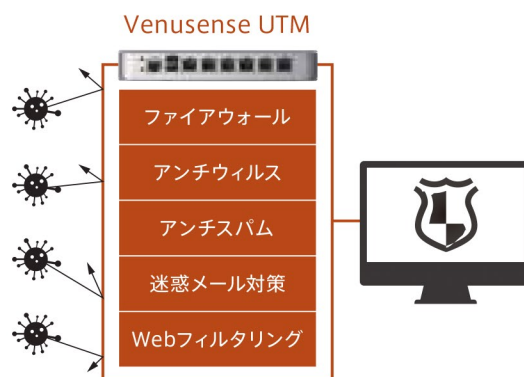 Venusense UTM
ファイアウォール
アンチウィルス
アンチスパム
迷惑メール対策
Webフィルタリング